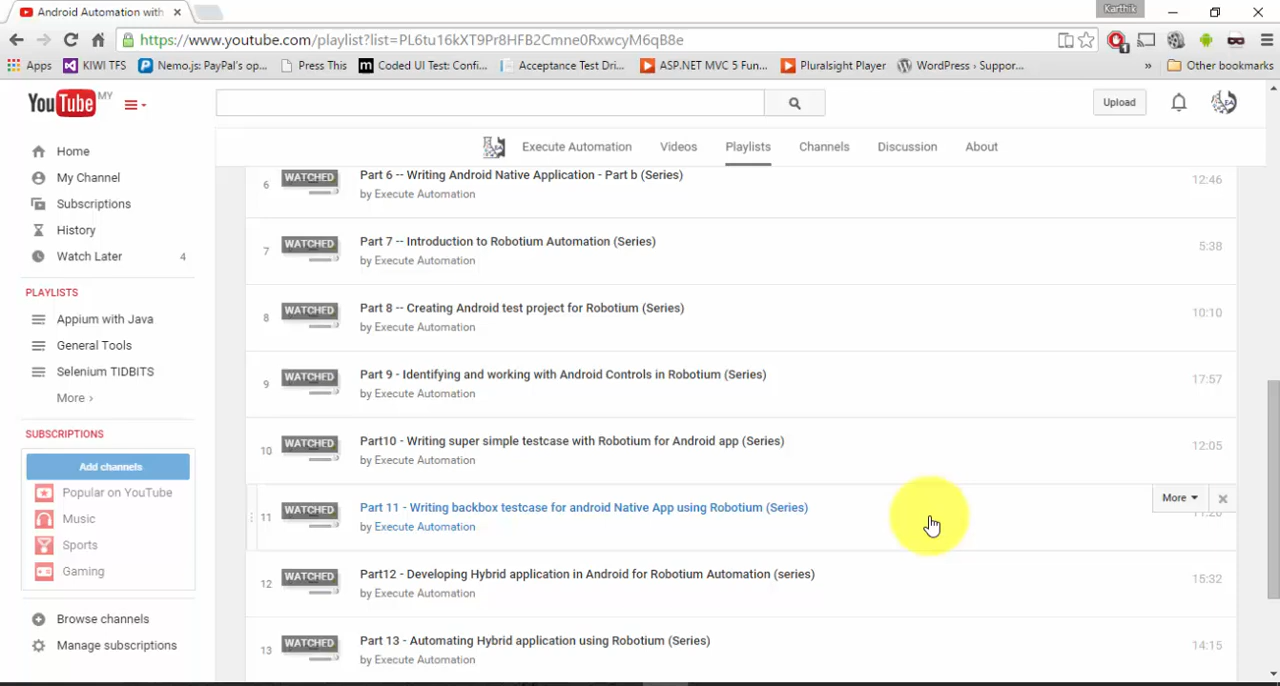 Android Automation with
Karthik
https://www.youtube.com/playlist?list=PL6tu16kXT9Pr8HFB2Cmne0RxwcyM6qB8e
Apps KIWI TFS Nemo.js: PayPal's op... Press This Coded UI Test: Confi... Acceptance Test Dri... ASP.NET MVC 5 Fun... Pluralsight Player WordPress › Suppor... » Other bookmarks
YouTube MY
Upload
Execute Automation Videos Playlists Channels Discussion About
Home
My Channel
Subscriptions
History
Watch Later 4
PLAYLISTS
Appium with Java
General Tools
Selenium TIDBITS
More ›
SUBSCRIPTIONS
Add channels
Popular on YouTube
Music
Sports
Gaming
Browse channels
Manage subscriptions
6 WATCHED Part 6 -- Writing Android Native Application - Part b (Series) 12:46
by Execute Automation
7 WATCHED Part 7 -- Introduction to Robotium Automation (Series) 5:38
by Execute Automation
8 WATCHED Part 8 -- Creating Android test project for Robotium (Series) 10:10
by Execute Automation
9 WATCHED Part 9 - Identifying and working with Android Controls in Robotium (Series) 17:57
by Execute Automation
10 WATCHED Part10 - Writing super simple testcase with Robotium for Android app (Series) 12:05
by Execute Automation
11 WATCHED Part 11 - Writing backbox testcase for android Native App using Robotium (Series) More
by Execute Automation
12 WATCHED Part12 - Developing Hybrid application in Android for Robotium Automation (series) 15:32
by Execute Automation
13 WATCHED Part 13 - Automating Hybrid application using Robotium (Series) 14:15
by Execute Automation